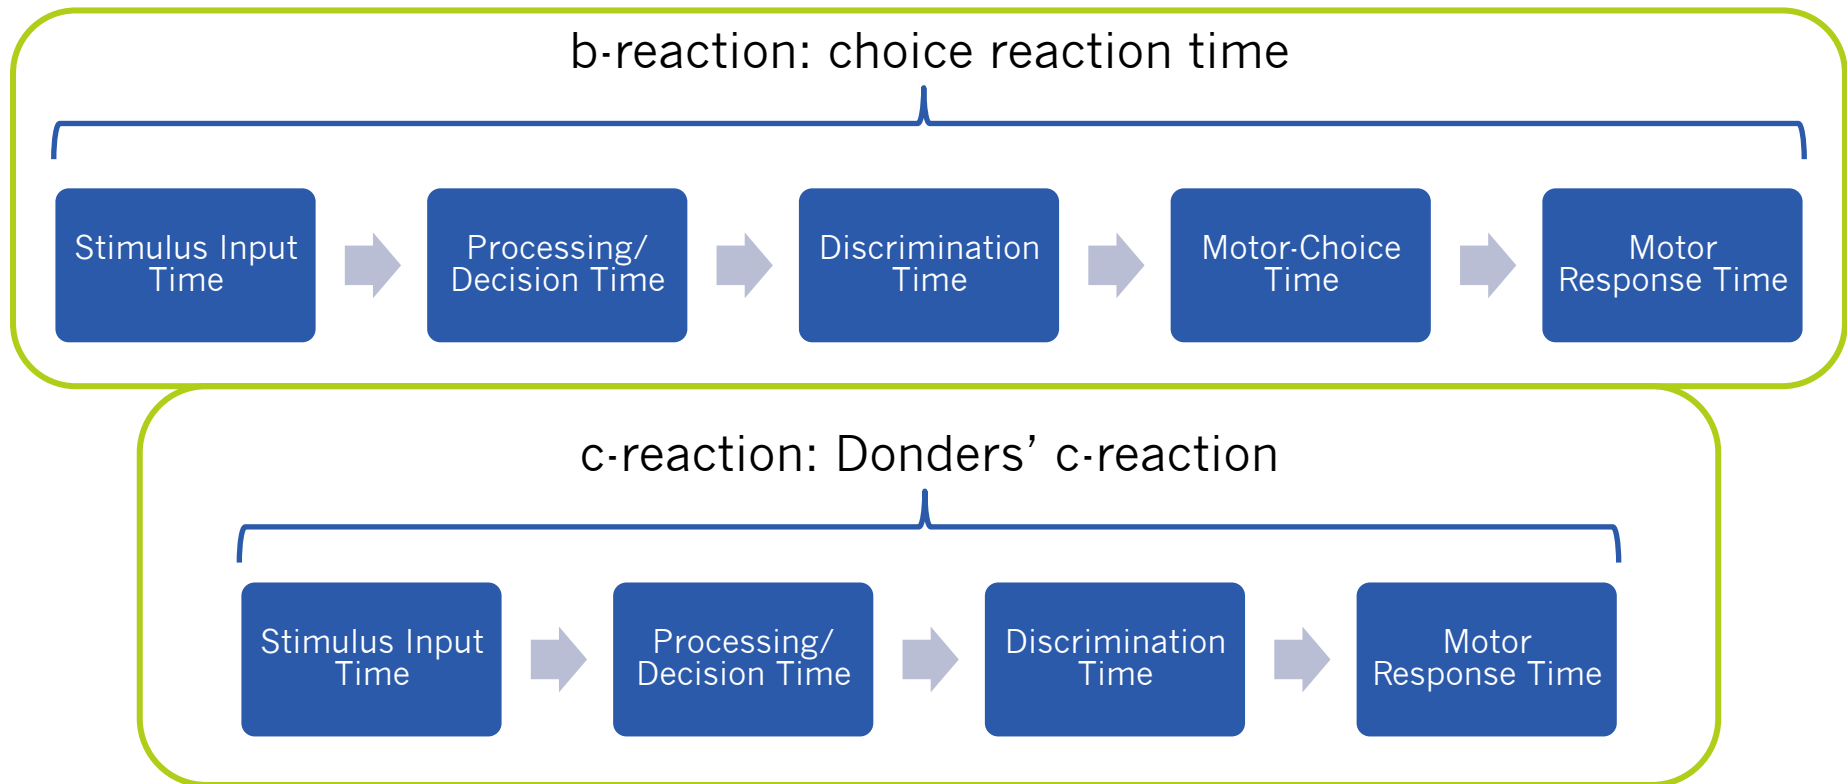 b-reaction: choice reaction time
Stimulus Input
Time
Processing/
Decision Time
Discrimination
Time
Motor-Choice
Time
Motor
Response Time
c-reaction: Donders’ c-reaction
Stimulus Input
Time
Processing/
Decision Time
Discrimination
Time
Motor
Response Time